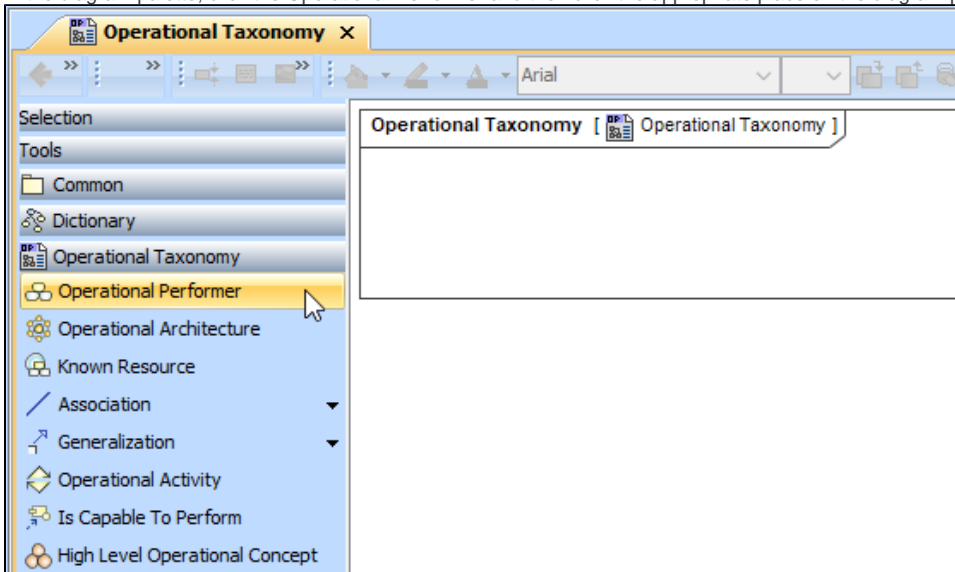 Operational Taxonomy
Arial
Selection
Tools
Common
Dictionary
Operational Taxonomy
Operational Performer
Operational Architecture
Known Resource
Association
Generalization
Operational Activity
Is Capable To Perform
High Level Operational Concept
Operational Taxonomy [ Operational Taxonomy ]